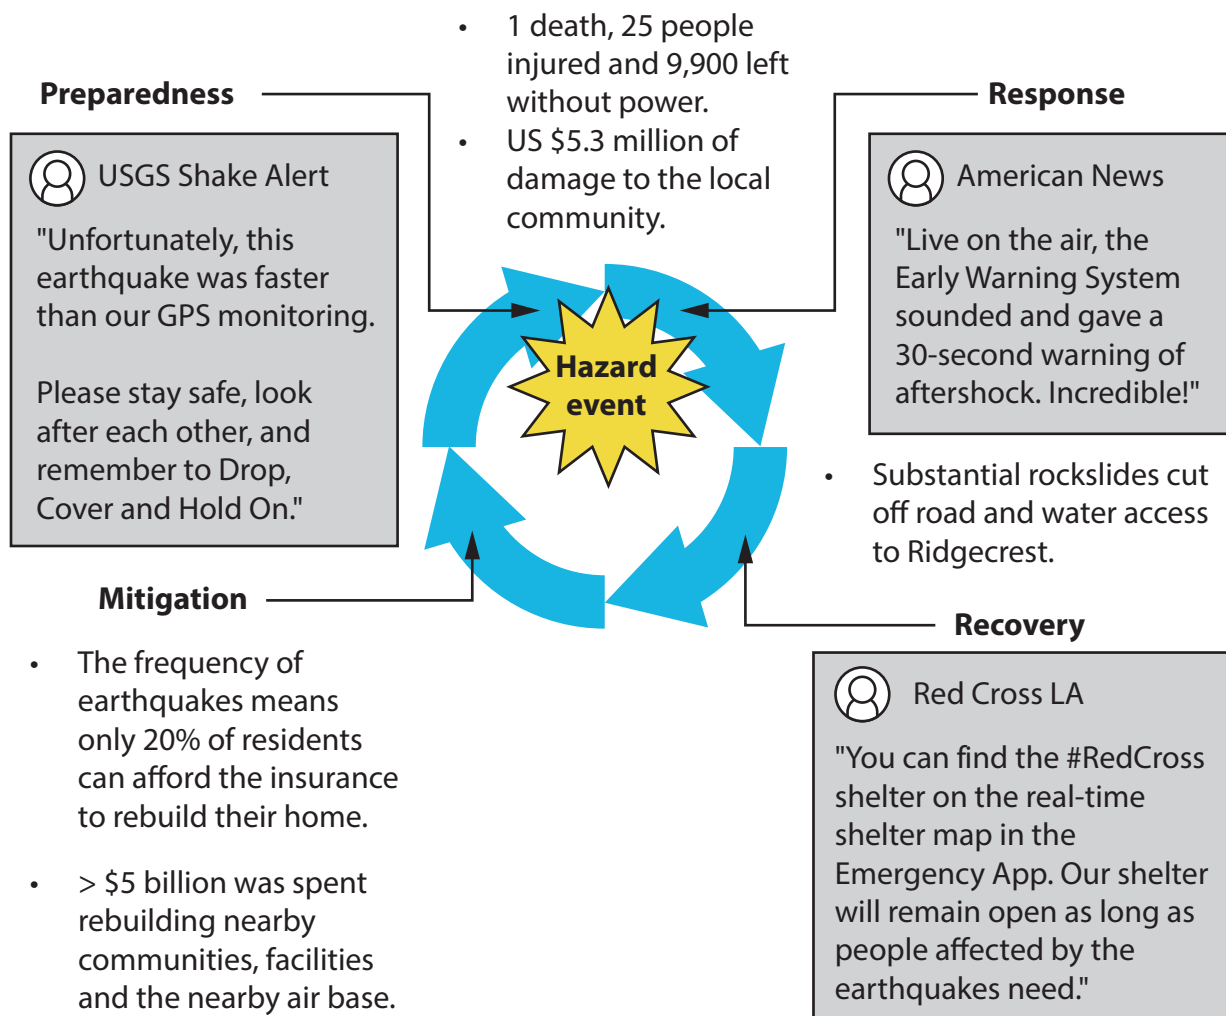 • 1 death, 25 people
injured and 9,900 left
without power.
• US $5.3 million of
damage to the local
community.
Preparedness
USGS Shake Alert
"Unfortunately, this
earthquake was faster
than our GPS monitoring.
Please stay safe, look
after each other, and
remember to Drop,
Cover and Hold On."
Response
American News
"Live on the air, the
Early Warning System
sounded and gave a
30-second warning of
aftershock. Incredible!"
Hazard
event
• Substantial rockslides cut
off road and water access
to Ridgecrest.
Mitigation
• The frequency of
earthquakes means
only 20% of residents
can afford the insurance
to rebuild their home.
• > $5 billion was spent
rebuilding nearby
communities, facilities
and the nearby air base.
Recovery
Red Cross LA
"You can find the #RedCross
shelter on the real-time
shelter map in the
Emergency App. Our shelter
will remain open as long as
people affected by the
earthquakes need."